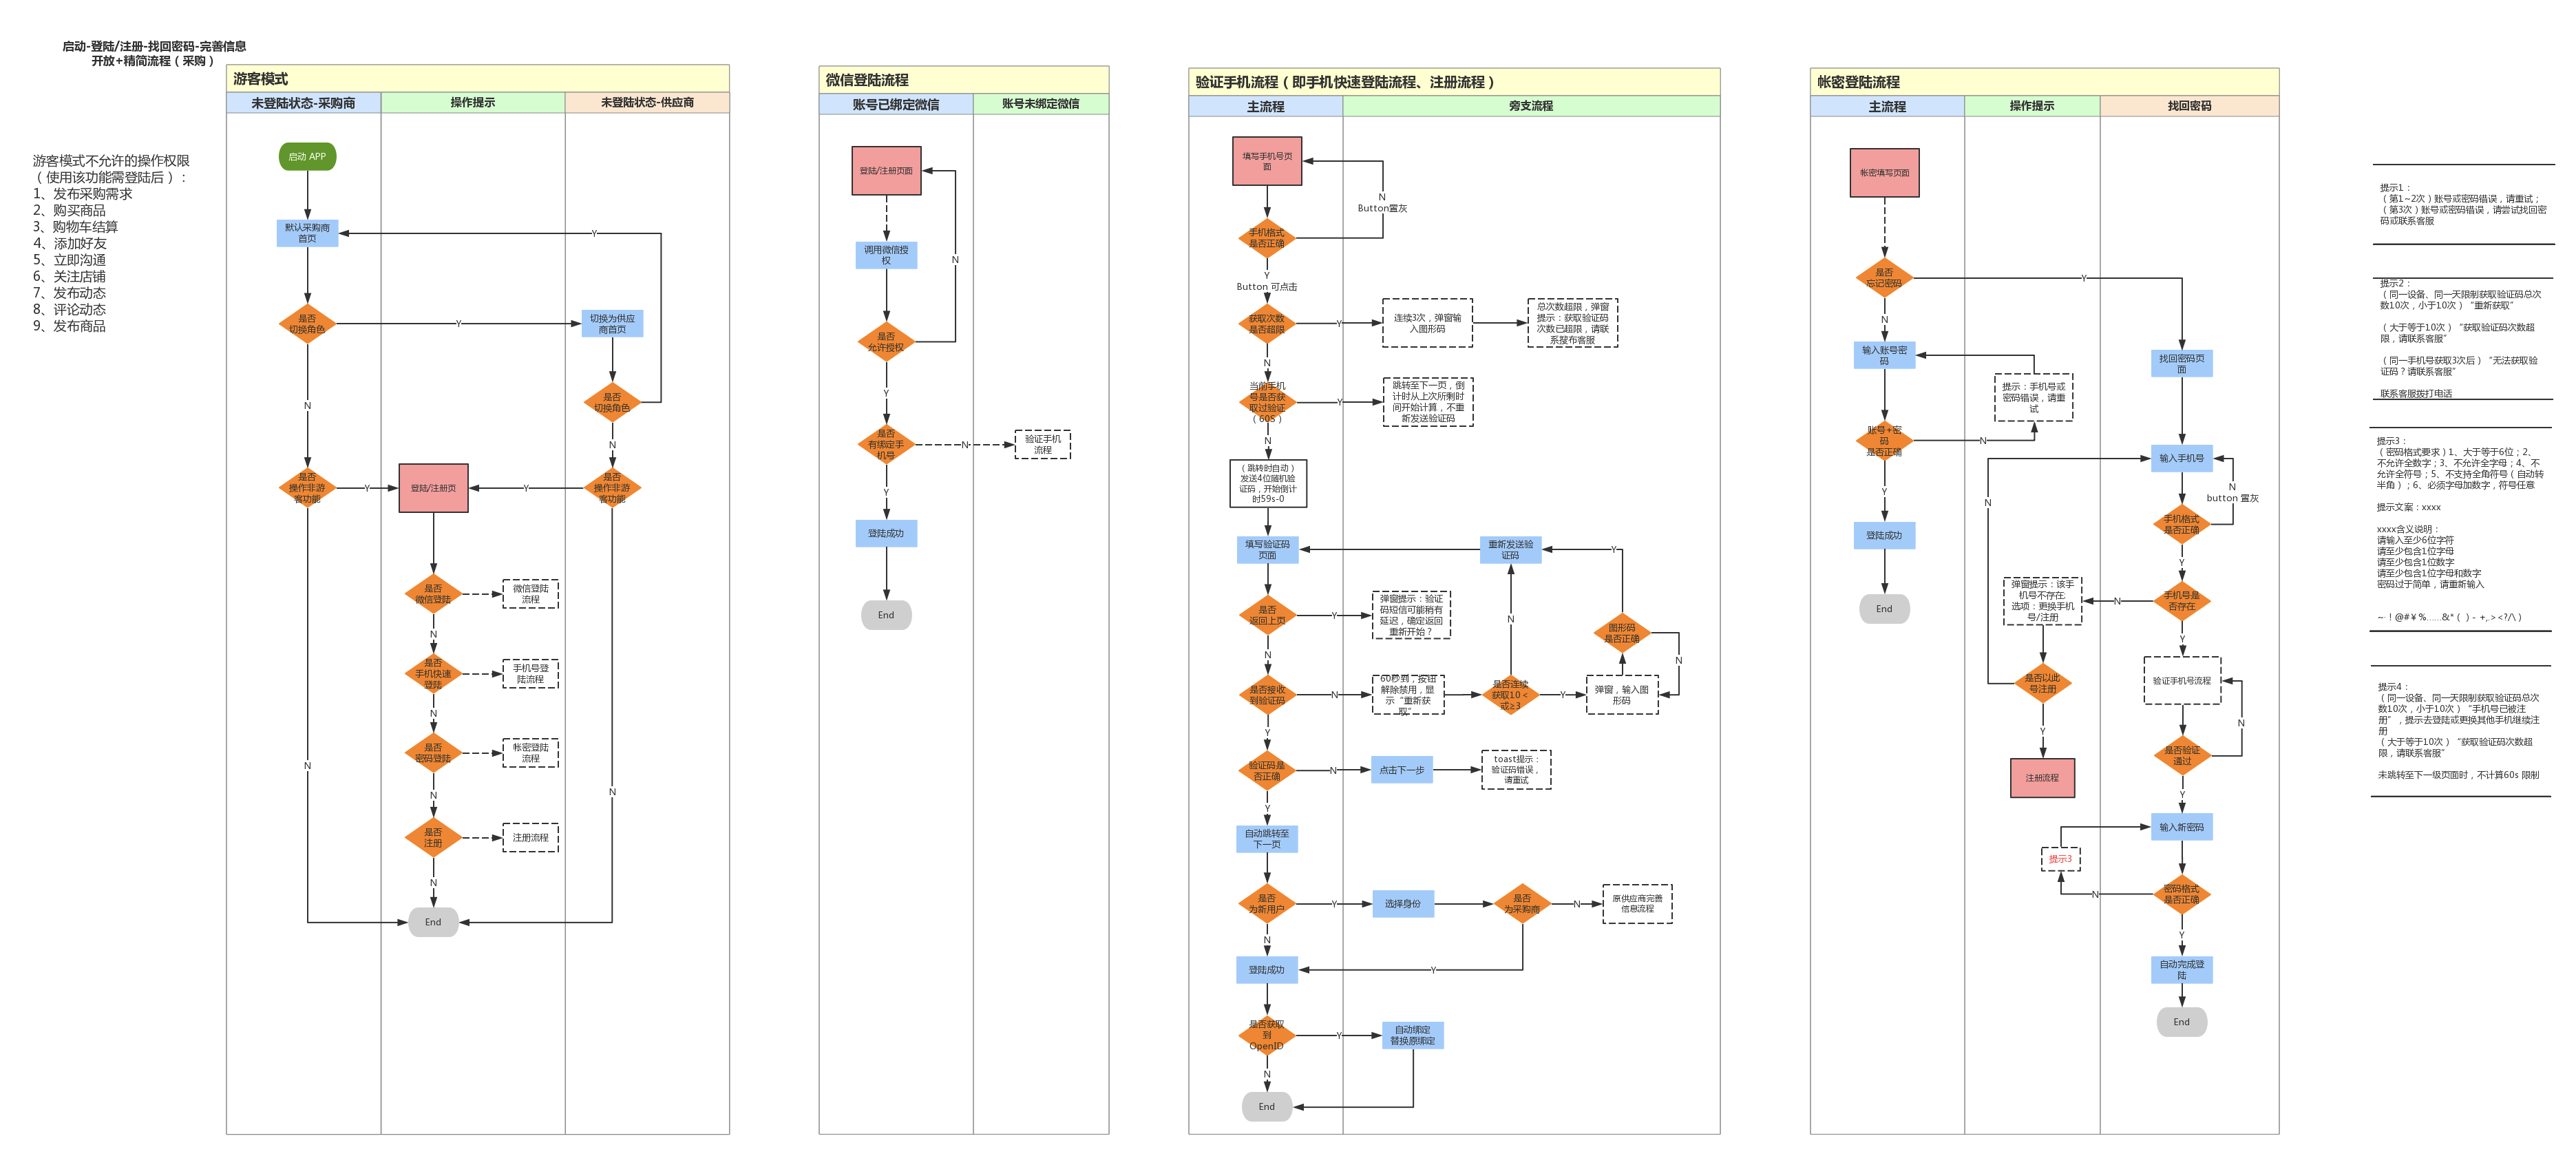 启动-登陆/注册-找回密码-完善信息
开放+精简流程（采购）
游客模式不允许的操作权限
（使用该功能需登陆后）：
1、发布采购需求
2、购买商品
3、购物车结算
4、添加好友
5、立即沟通
6、关注店铺
7、发布动态
8、评论动态
9、发布商品
游客模式
未登陆状态-采购商
操作提示
未登陆状态-供应商
启动 APP
默认采购商
首页
Y
是否
切换角色
Y
切换为供应
商首页
N
是否
切换角色
N
是否
操作非游
客功能
Y
登陆/注册页
Y
是否
操作非游
客功能
是否
微信登陆
微信登陆
流程
N
是否
手机快速
登陆
手机号登
陆流程
N
是否
密码登陆
帐密登陆
流程
N
N
N
是否
注册
注册流程
N
End
微信登陆流程
账号已绑定微信
账号未绑定微信
登陆/注册页面
调用微信授
权
N
是否
允许授权
Y
是否
有绑定手
机号
N
验证手机
流程
Y
登陆成功
End
验证手机流程（即手机快速登陆流程、注册流程）
主流程
旁支流程
填写手机号页
面
N
Button置灰
手机格式
是否正确
Y
Button 可点击
获取次数
是否超限
Y
连续3次，弹窗输
入图形码
总次数超限，弹窗
提示：获取验证码
次数已超限，请联
系搜布客服
N
当前手机
号是否获
取过验证
（60S）
Y
跳转至下一页，倒
计时从上次所剩时
间开始计算，不重
新发送验证码
N
（跳转时自动）
发送4位随机验
证码，开始倒计
时59s-0
填写验证码
页面
重新发送验
证码
Y
是否
返回上页
Y
弹窗提示：验证
码短信可能稍有
延迟，确定返回
重新开始？
N
图形码
是否正确
N
N
是否接收
到验证码
N
60秒到，按钮
解除禁用，显
示“重新获
取”
是否连续
获取10 <
或≥3
Y
弹窗，输入图
形码
Y
验证码是
否正确
N
点击下一步
toast提示：
验证码错误，
请重试
Y
自动跳转至
下一页
是否
为新用户
Y
选择身份
是否
为采购商
N
原供应商完善
信息流程
N
登陆成功
Y
是否获取
到
OpenID
Y
自动绑定
替换原绑定
N
End
帐密登陆流程
主流程
操作提示
找回密码
帐密填写页面
是否
忘记密码
Y
N
输入账号密
码
找回密码页
面
提示：手机号或
密码错误，请重
试
账号+密
码
是否正确
N
Y
登陆成功
End
输入手机号
N
button 置灰
N
手机格式
是否正确
Y
弹窗提示：该手
机号不存在
选项：更换手机
号/注册
N
手机号是
否存在
Y
是否以此
号注册
验证手机号流程
N
Y
是否验证
通过
注册流程
Y
输入新密码
提示3
N
密码格式
是否正确
Y
自动完成登
陆
End
提示1：
（第1~2次）账号或密码错误，请重试；
（第3次）账号或密码错误，请尝试找回密
码或联系客服
提示2：
（同一设备、同一天限制获取验证码总次
数10次，小于10次）“重新获取”
（大于等于10次）“获取验证码次数超
限，请联系客服”
（同一手机号获取3次后）“无法获取验
证码？请联系客服”
联系客服拨打电话
提示3：
（密码格式要求）1、大于等于6位；2、
不允许全数字；3、不允许全字母；4、不
允许全符号；5、不支持全角符号（自动转
半角）；6、必须字母加数字，符号任意
提示文案：xxxx
xxxx含义说明：
请输入至少6位字符
请至少包含1位字母
请至少包含1位数字
请至少包含1位字母和数字
密码过于简单，请重新输入
~·！@#￥%……&*（ ）- +,.><?/\ ）
提示4：
（同一设备、同一天限制获取验证码总次
数10次，小于10次）“手机号已被注
册”，提示去登陆或更换其他手机继续注
册
（大于等于10次）“获取验证码次数超
限，请联系客服”
未跳转至下一级页面时，不计算60s 限制